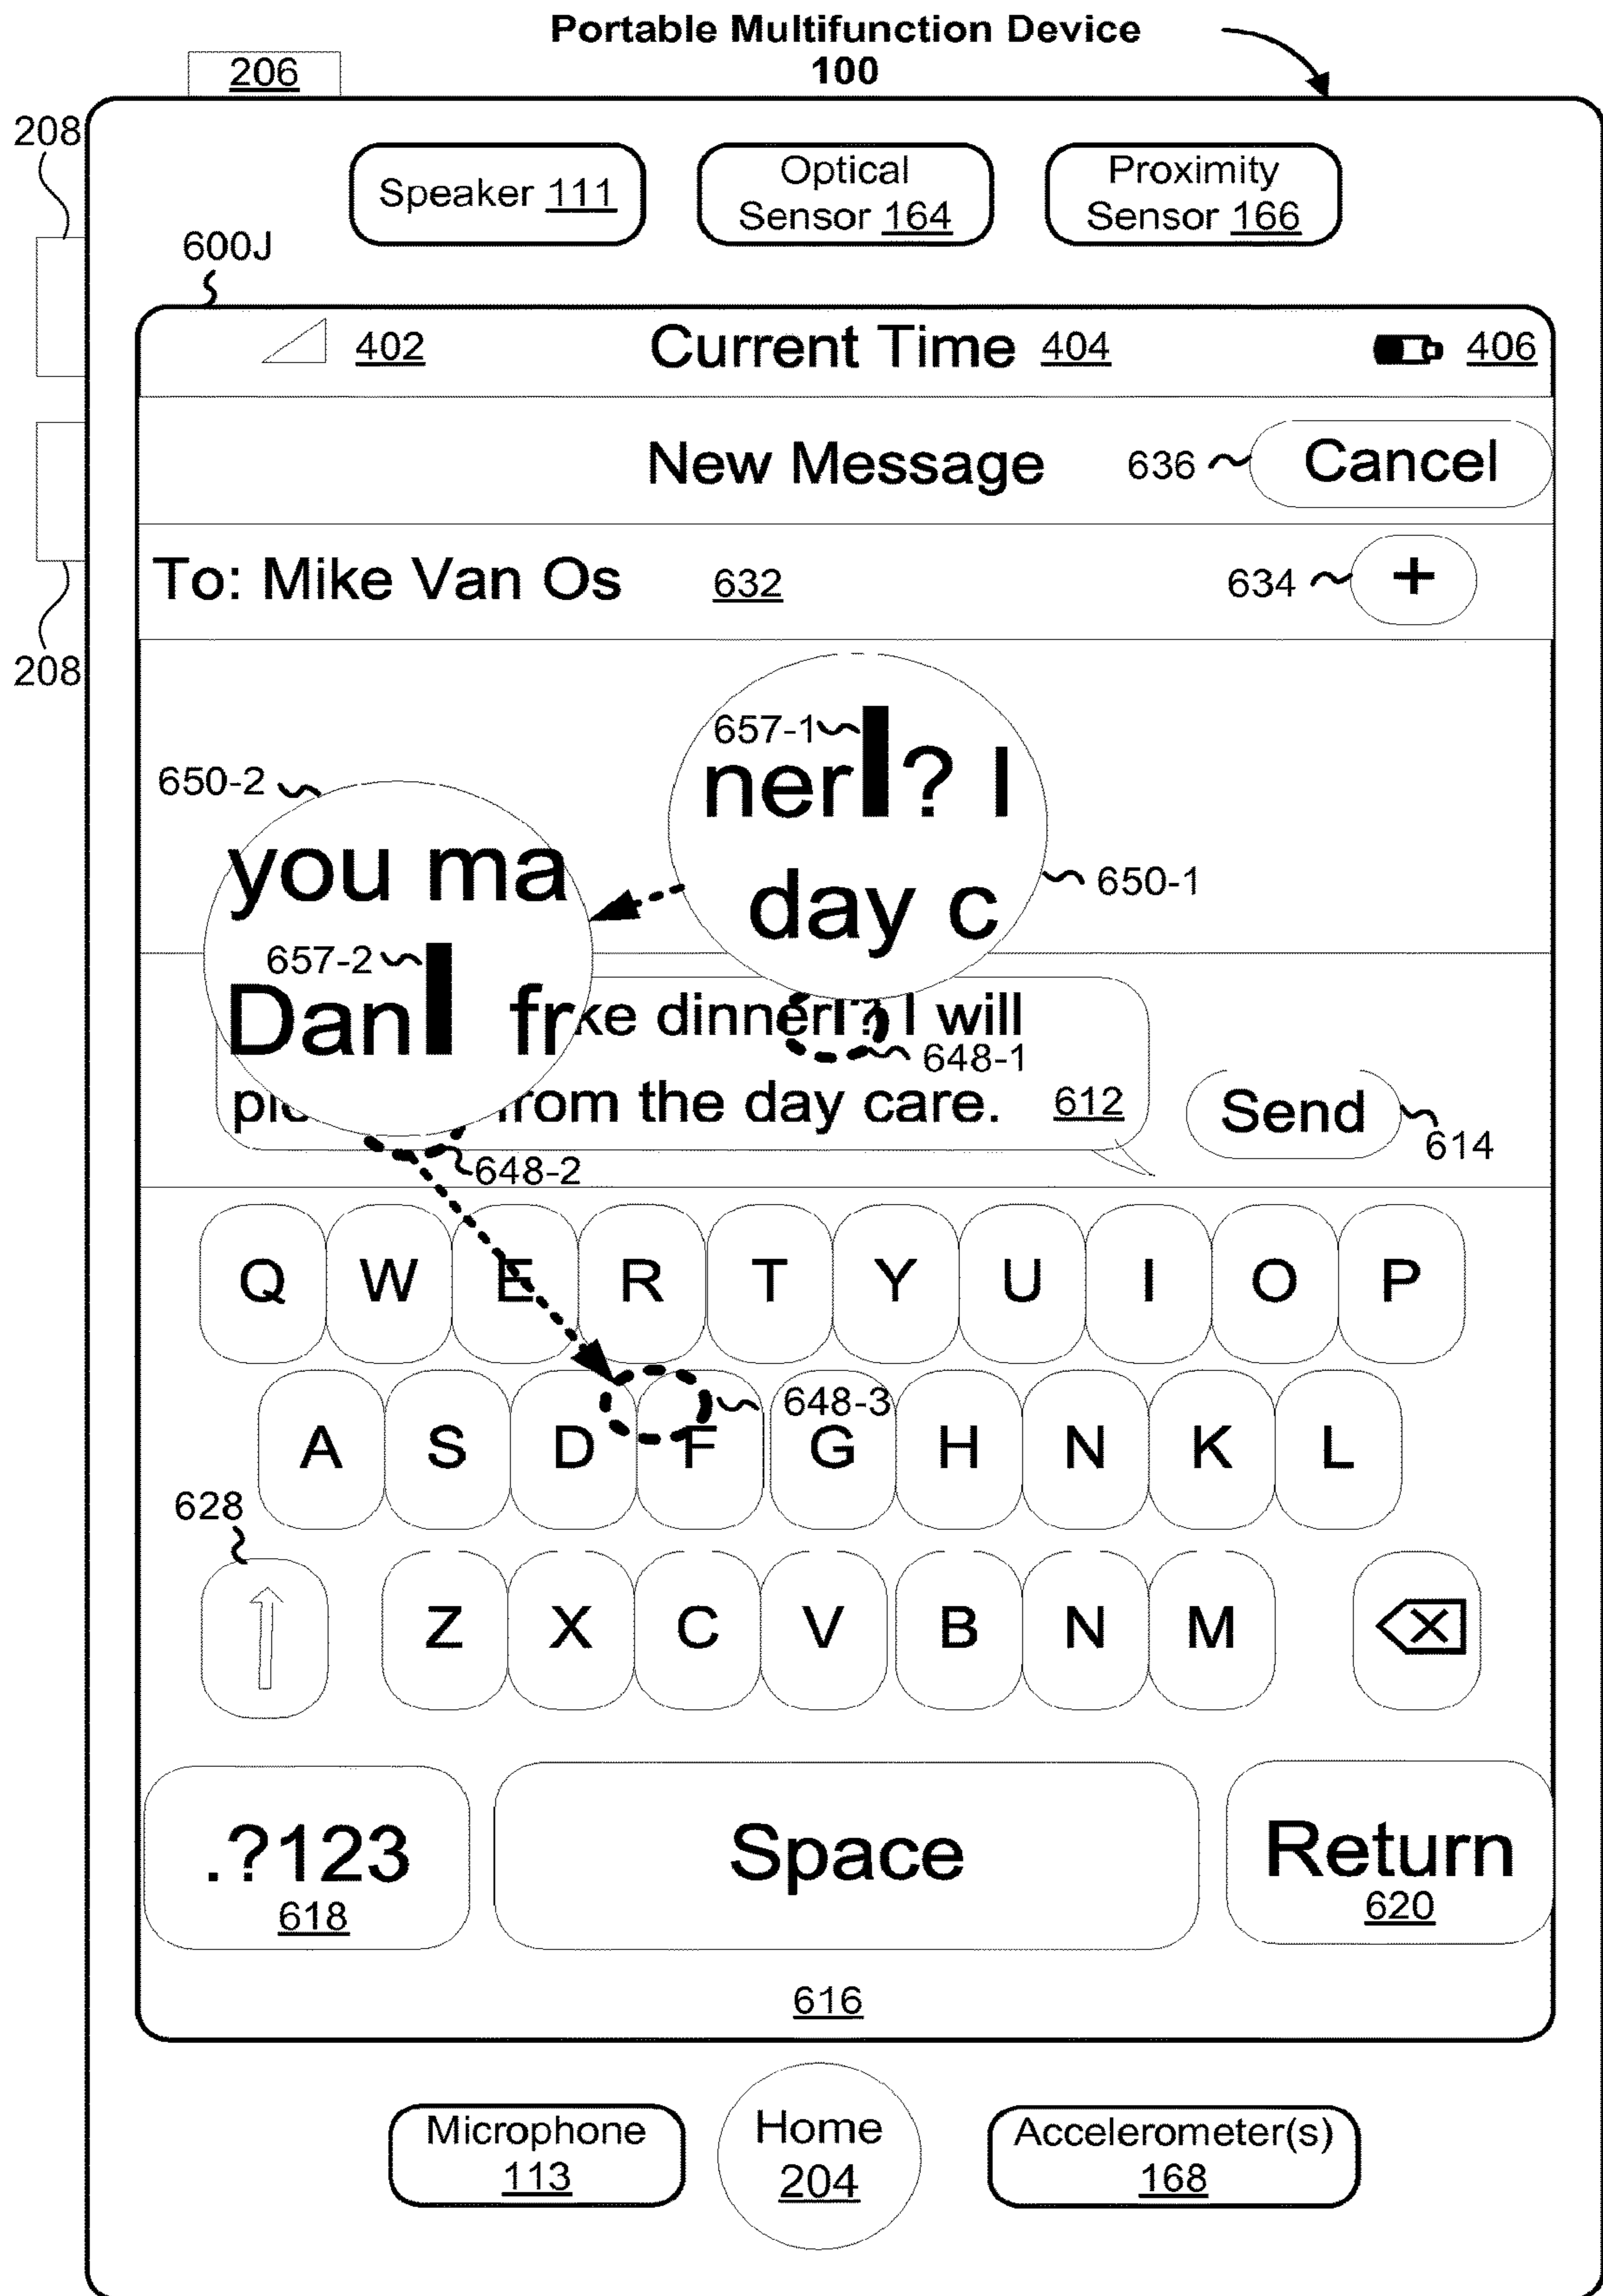 Portable Multifunction Device
100
206
208
Speaker 111
Optical
Sensor 164
Proximity
Sensor 166
600J
402 Current Time 404 406
New Message 636 Cancel
To: Mike Van Os 632 634 +
208
657-1
ner? I
day c
650-1
650-2
you ma
657-2
Dan fr
ke dinner? I will
648-1
from the day care. 612
Send
614
648-2
Q W E R T Y U I O P
648-3
A S D F G H N K L
628
Z X C V B N M
.?123
618
Space
Return
620
616
Microphone
113
Home
204
Accelerometer(s)
168